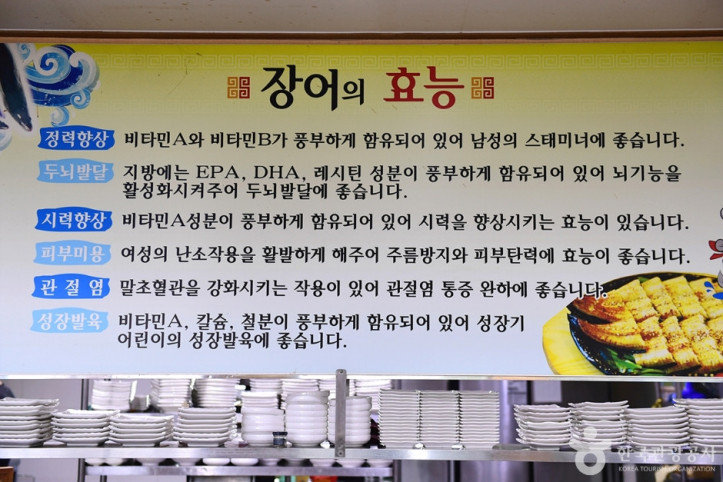 장어의 효능
정력향상 비타민A와 비타민B가 풍부하게 함유되어 있어 남성의 스태미너에 좋습니다.
두뇌발달 지방에는 EPA, DHA, 레시틴 성분이 풍부하게 함유되어 있어 뇌기능을
활성화시켜주어 두뇌발달에 좋습니다.
시력향상 비타민A성분이 풍부하게 함유되어 있어 시력을 향상시키는 효능이 있습니다.
피부미용 여성의 난소작용을 활발하게 해주어 주름방지와 피부탄력에 효능이 있습니다.
관절염 말초혈관을 강화시키는 작용이 있어 관절염 통증 완하에 좋습니다.
성장발육 비타민A, 칼슘, 철분이 풍부하게 함유되어 있어 성장기
어린이의 성장발육에 좋습니다.
한국관광공사
KOREA TOURISM ORGANIZATION